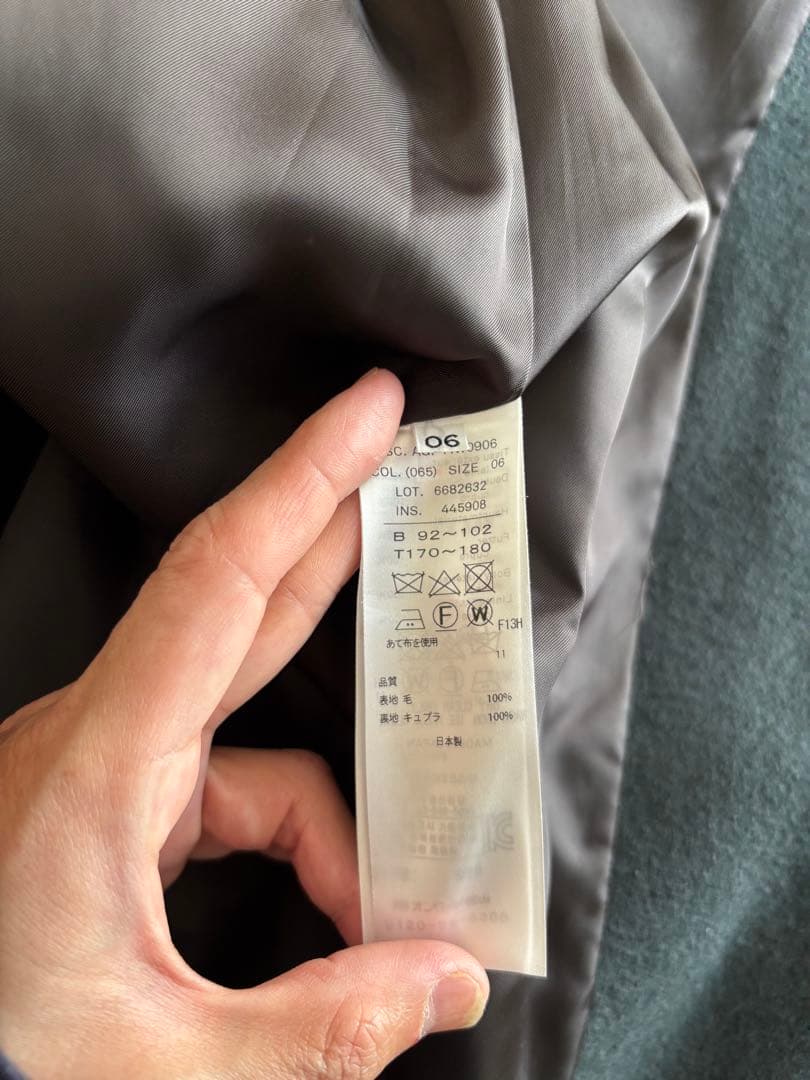 06
COL. (065) SIZE 06
LOT. 6682632
INS. 445908
B 92～102
T170～180
F W F13H
あて布を使用
11
品質
表地 毛 100%
裏地 キュプラ 100%
日本製